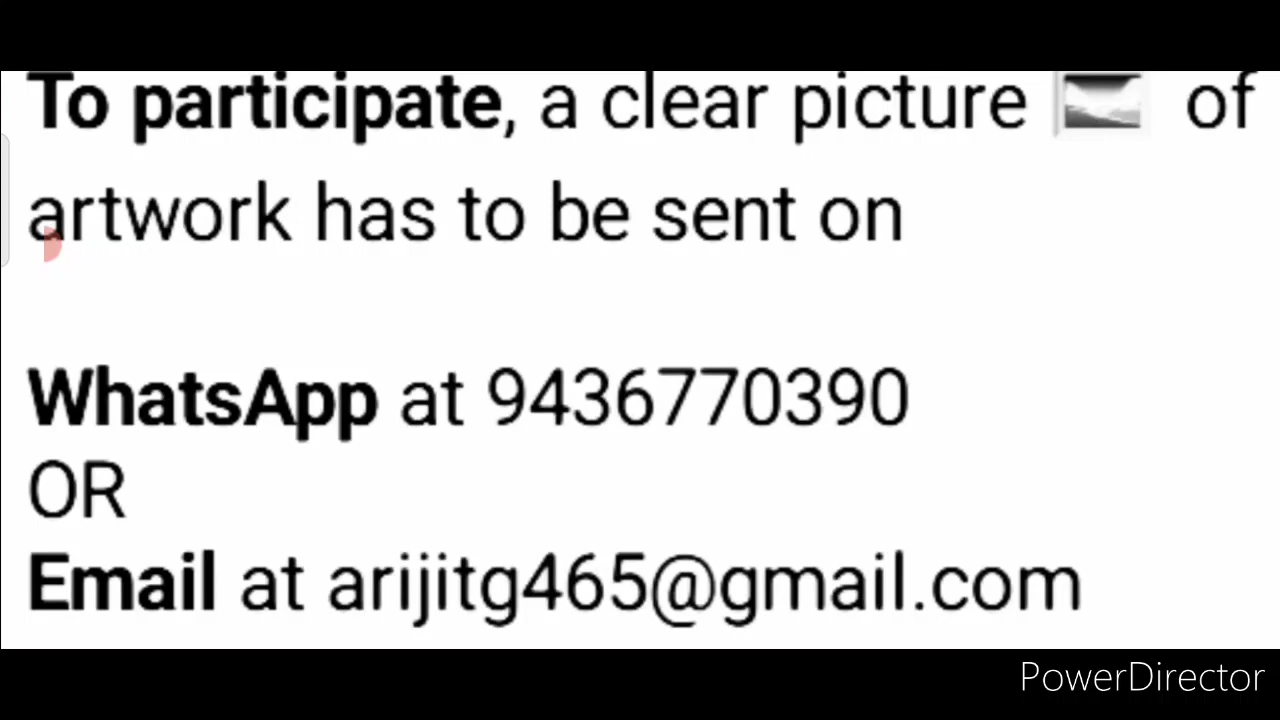 To participate, a clear picture of
artwork has to be sent on
WhatsApp at 9436770390
OR
Email at arijitg465@gmail.com
PowerDirector